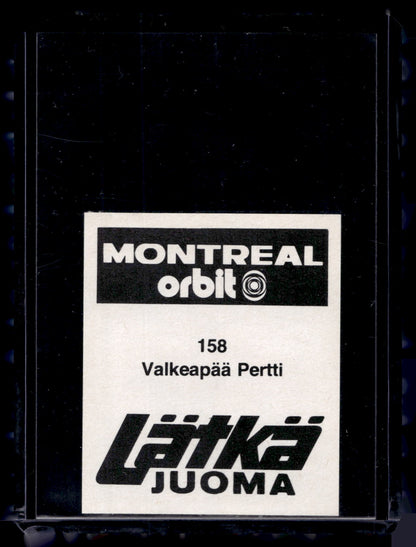 MONTREAL
orbit
158
Valkeapää Pertti
Lätkä
JUOMA